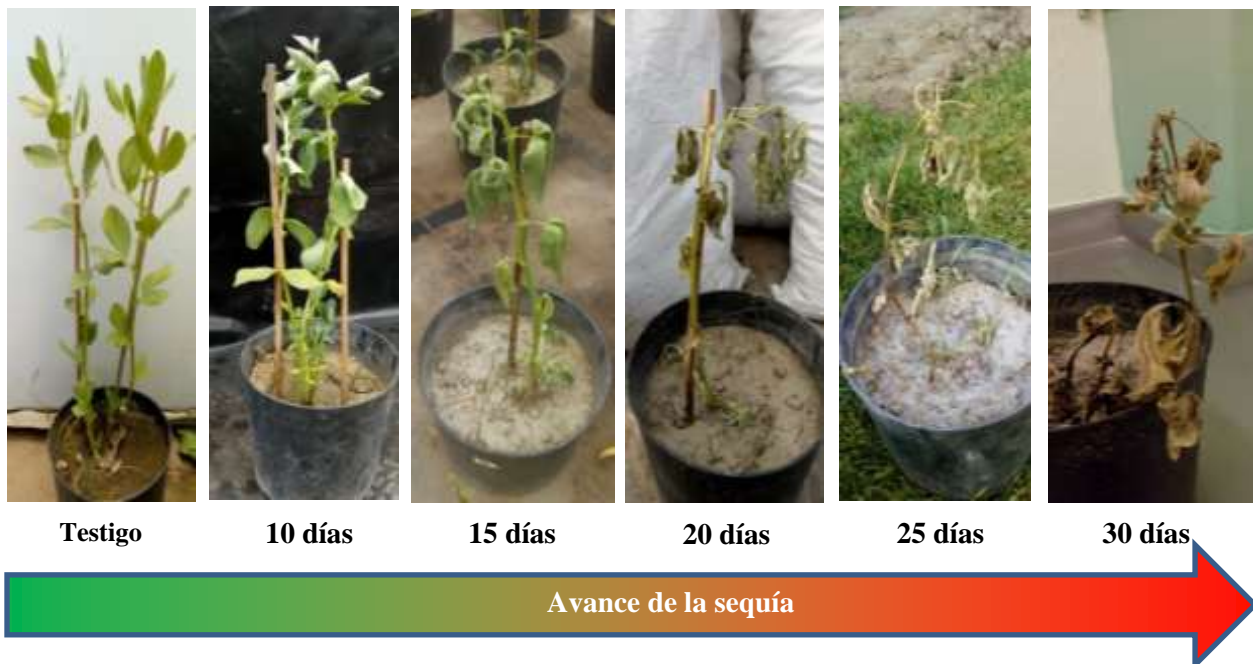 Testigo
10 días
15 días
20 días
25 días
30 días
Avance de la sequía